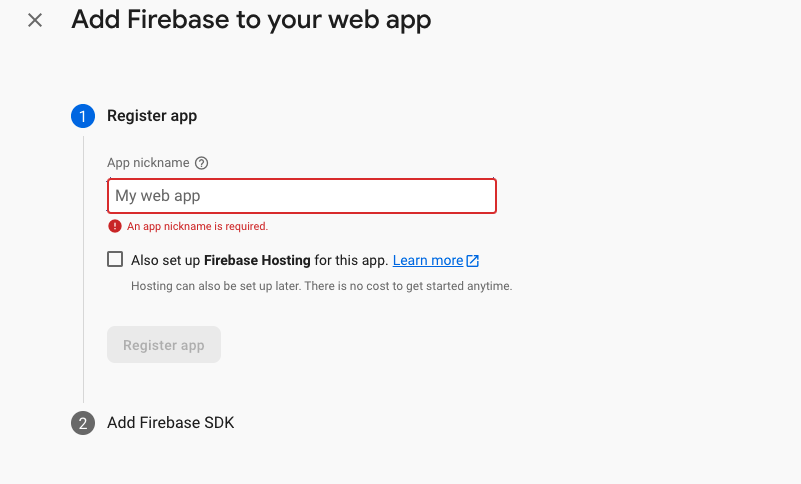 Add Firebase to your web app
1 Register app
App nickname
My web app
An app nickname is required.
Also set up Firebase Hosting for this app. Learn more
Hosting can also be set up later. There is no cost to get started anytime.
Register app
2 Add Firebase SDK